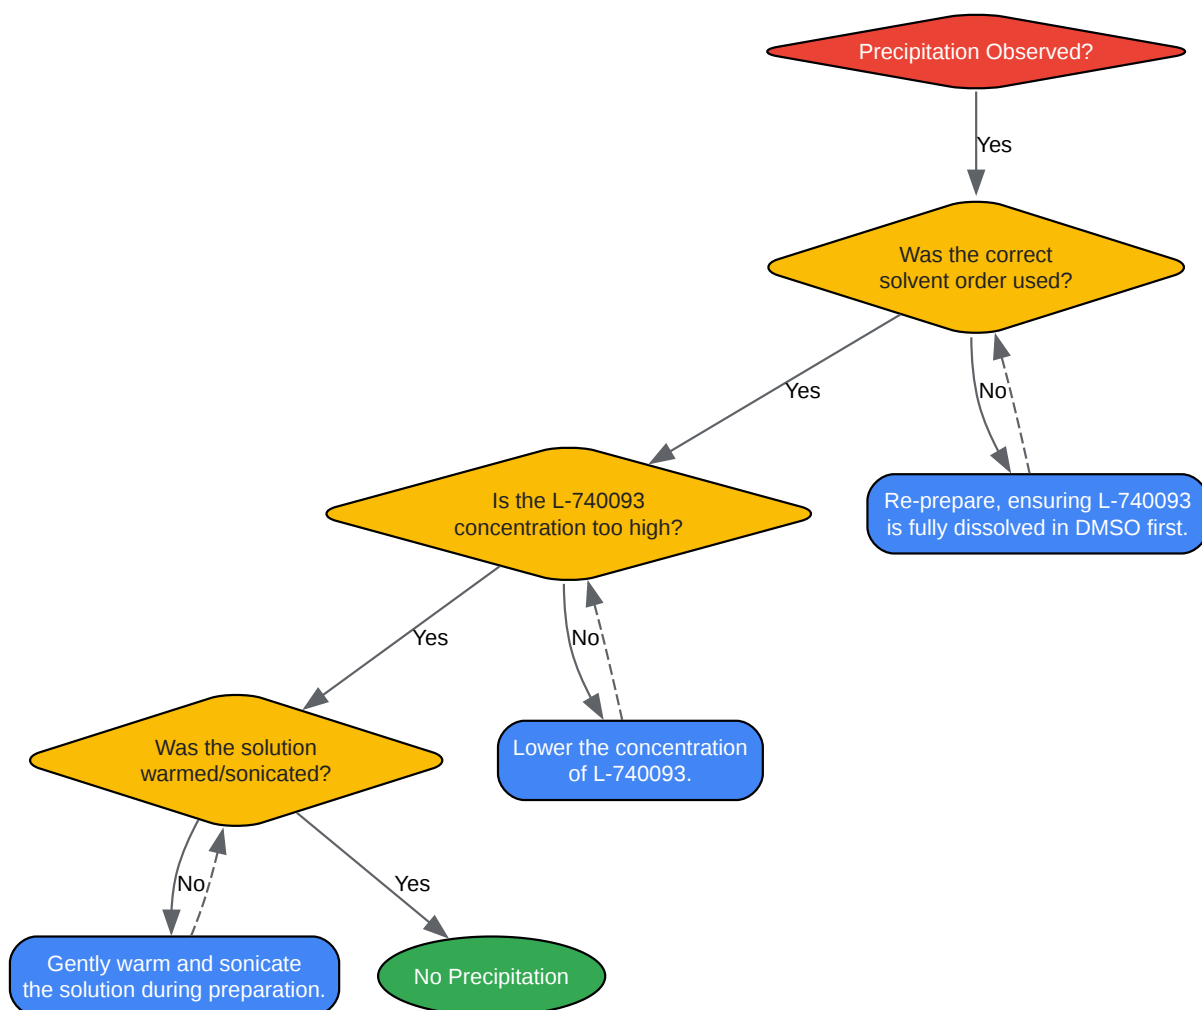 Precipitation Observed?
Yes
Was the correct
solvent order used?
Yes
No
Re-prepare, ensuring L-740093
is fully dissolved in DMSO first.
Is the L-740093
concentration too high?
Yes
No
Lower the concentration
of L-740093.
Was the solution
warmed/sonicated?
No
Yes
Gently warm and sonicate
the solution during preparation.
No Precipitation